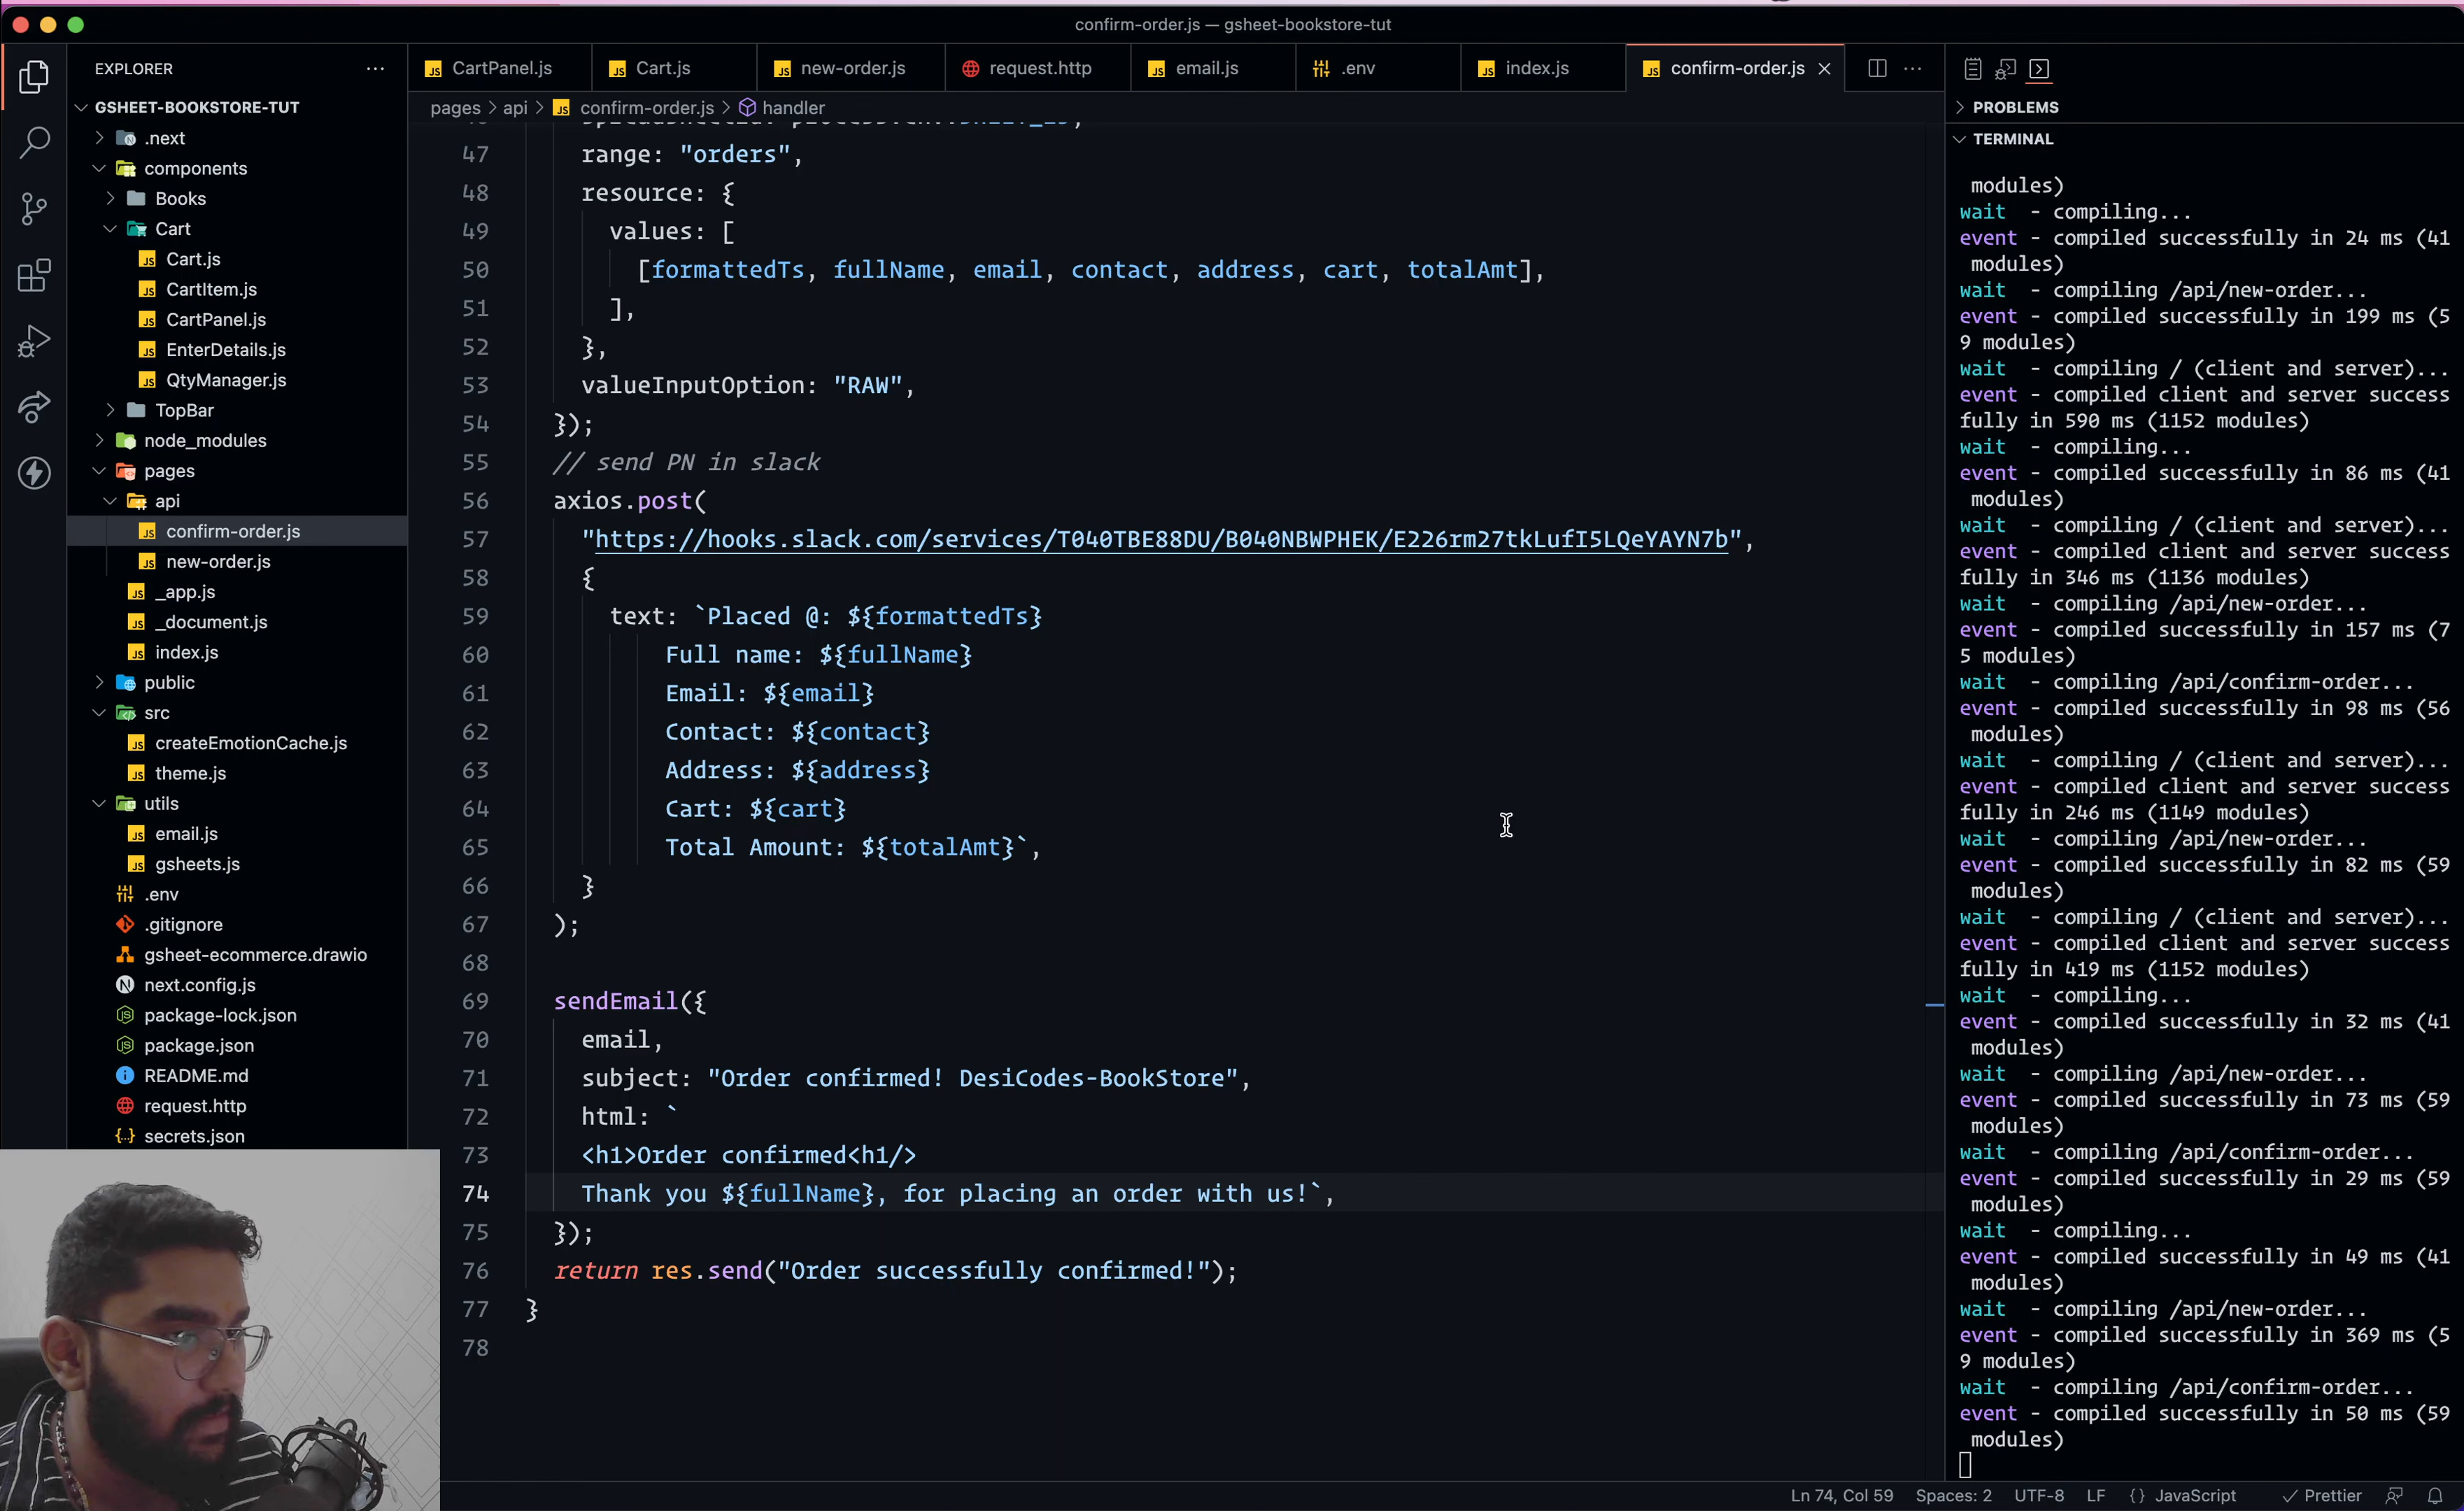 confirm-order.js — gsheet-bookstore-tut
EXPLORER
GSHEET-BOOKSTORE-TUT
.next
components
Books
Cart
Cart.js
CartItem.js
CartPanel.js
EnterDetails.js
QtyManager.js
TopBar
node_modules
pages
api
confirm-order.js
new-order.js
_app.js
_document.js
index.js
public
src
createEmotionCache.js
theme.js
utils
email.js
gsheets.js
.env
.gitignore
gsheet-ecommerce.drawio
next.config.js
package-lock.json
package.json
README.md
request.http
secrets.json
CartPanel.js Cart.js new-order.js request.http email.js .env index.js confirm-order.js
pages > api > confirm-order.js > handler
47 range: "orders",
48 resource: {
49 values: [
50 [formattedTs, fullName, email, contact, address, cart, totalAmt],
51 ],
52 },
53 valueInputOption: "RAW",
54 });
55 // send PN in slack
56 axios.post(
57 "https://hooks.slack.com/services/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",
58 {
59 text: `Placed @: ${formattedTs}
60 Full name: ${fullName}
61 Email: ${email}
62 Contact: ${contact}
63 Address: ${address}
64 Cart: ${cart}
65 Total Amount: ${totalAmt}`,
66 }
67 );
68
69 sendEmail({
70 email,
71 subject: "Order confirmed! DesiCodes-BookStore",
72 html: `
73 <h1>Order confirmed<h1/>
74 Thank you ${fullName}, for placing an order with us!`,
75 });
76 return res.send("Order successfully confirmed!");
77 }
78
PROBLEMS
TERMINAL
modules)
wait - compiling...
event - compiled successfully in 24 ms (41
modules)
wait - compiling /api/new-order...
event - compiled successfully in 199 ms (5
9 modules)
wait - compiling / (client and server)...
event - compiled client and server success
fully in 590 ms (1152 modules)
wait - compiling...
event - compiled successfully in 86 ms (41
modules)
wait - compiling / (client and server)...
event - compiled client and server success
fully in 346 ms (1136 modules)
wait - compiling /api/new-order...
event - compiled successfully in 157 ms (7
5 modules)
wait - compiling /api/confirm-order...
event - compiled successfully in 98 ms (56
modules)
wait - compiling / (client and server)...
event - compiled client and server success
fully in 246 ms (1149 modules)
wait - compiling /api/new-order...
event - compiled successfully in 82 ms (59
modules)
wait - compiling / (client and server)...
event - compiled client and server success
fully in 419 ms (1152 modules)
wait - compiling...
event - compiled successfully in 32 ms (41
modules)
wait - compiling /api/new-order...
event - compiled successfully in 73 ms (59
modules)
wait - compiling /api/confirm-order...
event - compiled successfully in 29 ms (59
modules)
wait - compiling...
event - compiled successfully in 49 ms (41
modules)
wait - compiling /api/new-order...
event - compiled successfully in 369 ms (5
9 modules)
wait - compiling /api/confirm-order...
event - compiled successfully in 50 ms (59
modules)
Ln 74, Col 59 Spaces: 2 UTF-8 LF {} JavaScript Prettier